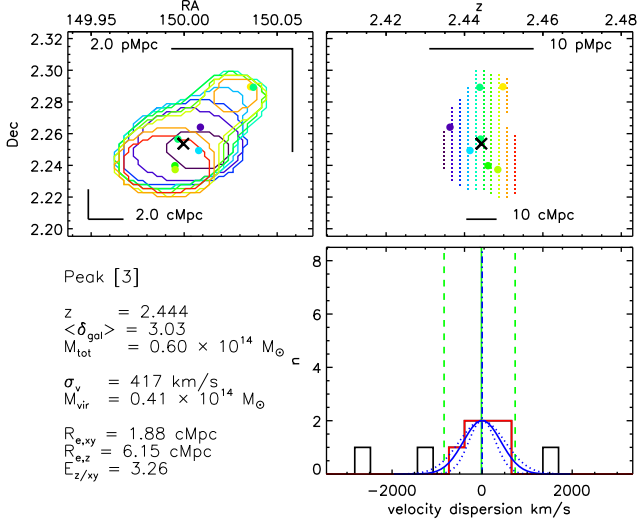 RA
z
149.95 150.00 150.05
2.42 2.44 2.46 2.48
2.32
2.30
2.28
2.26
2.24
2.22
2.20
Dec
2.0 pMpc
2.0 cMpc
10 pMpc
10 cMpc
Peak [3]
z = 2.444
<δgal> = 3.03
Mtot = 0.60 × 10^14 M⊙
σv = 417 km/s
Mvir = 0.41 × 10^14 M⊙
Re,xy = 1.88 cMpc
Re,z = 6.15 cMpc
Ez/xy = 3.26
n
8
6
4
2
0
−2000 0 2000
velocity dispersion km/s